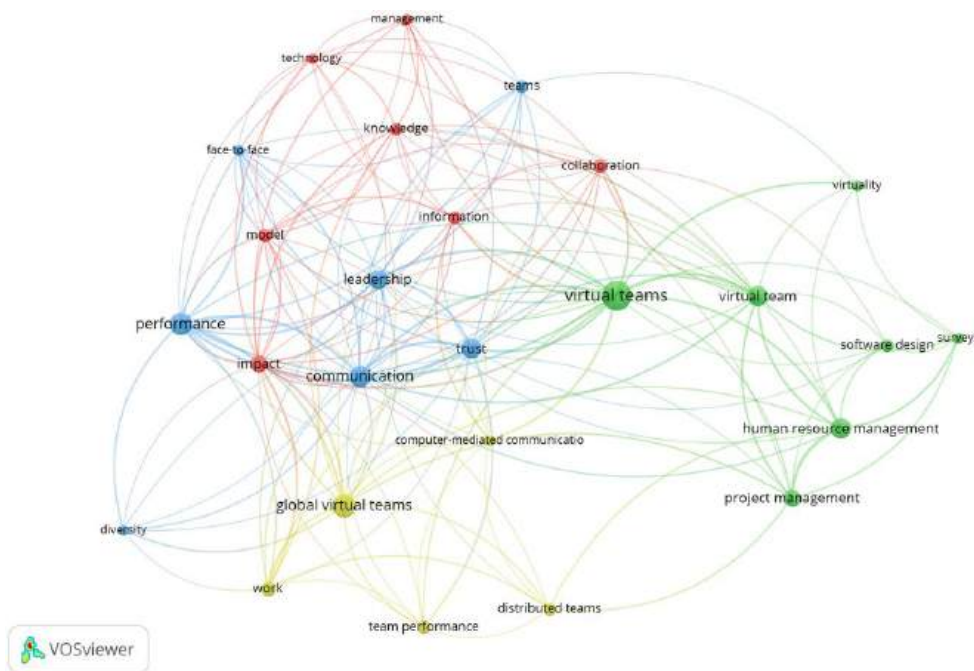 management
technology
teams
knowledge
face-to-face
collaboration
virtuality
information
model
leadership
virtual teams
virtual team
performance
software design
survey
trust
impact
communication
computer-mediated communicatio
human resource management
project management
global virtual teams
diversity
work
distributed teams
team performance
VOSviewer